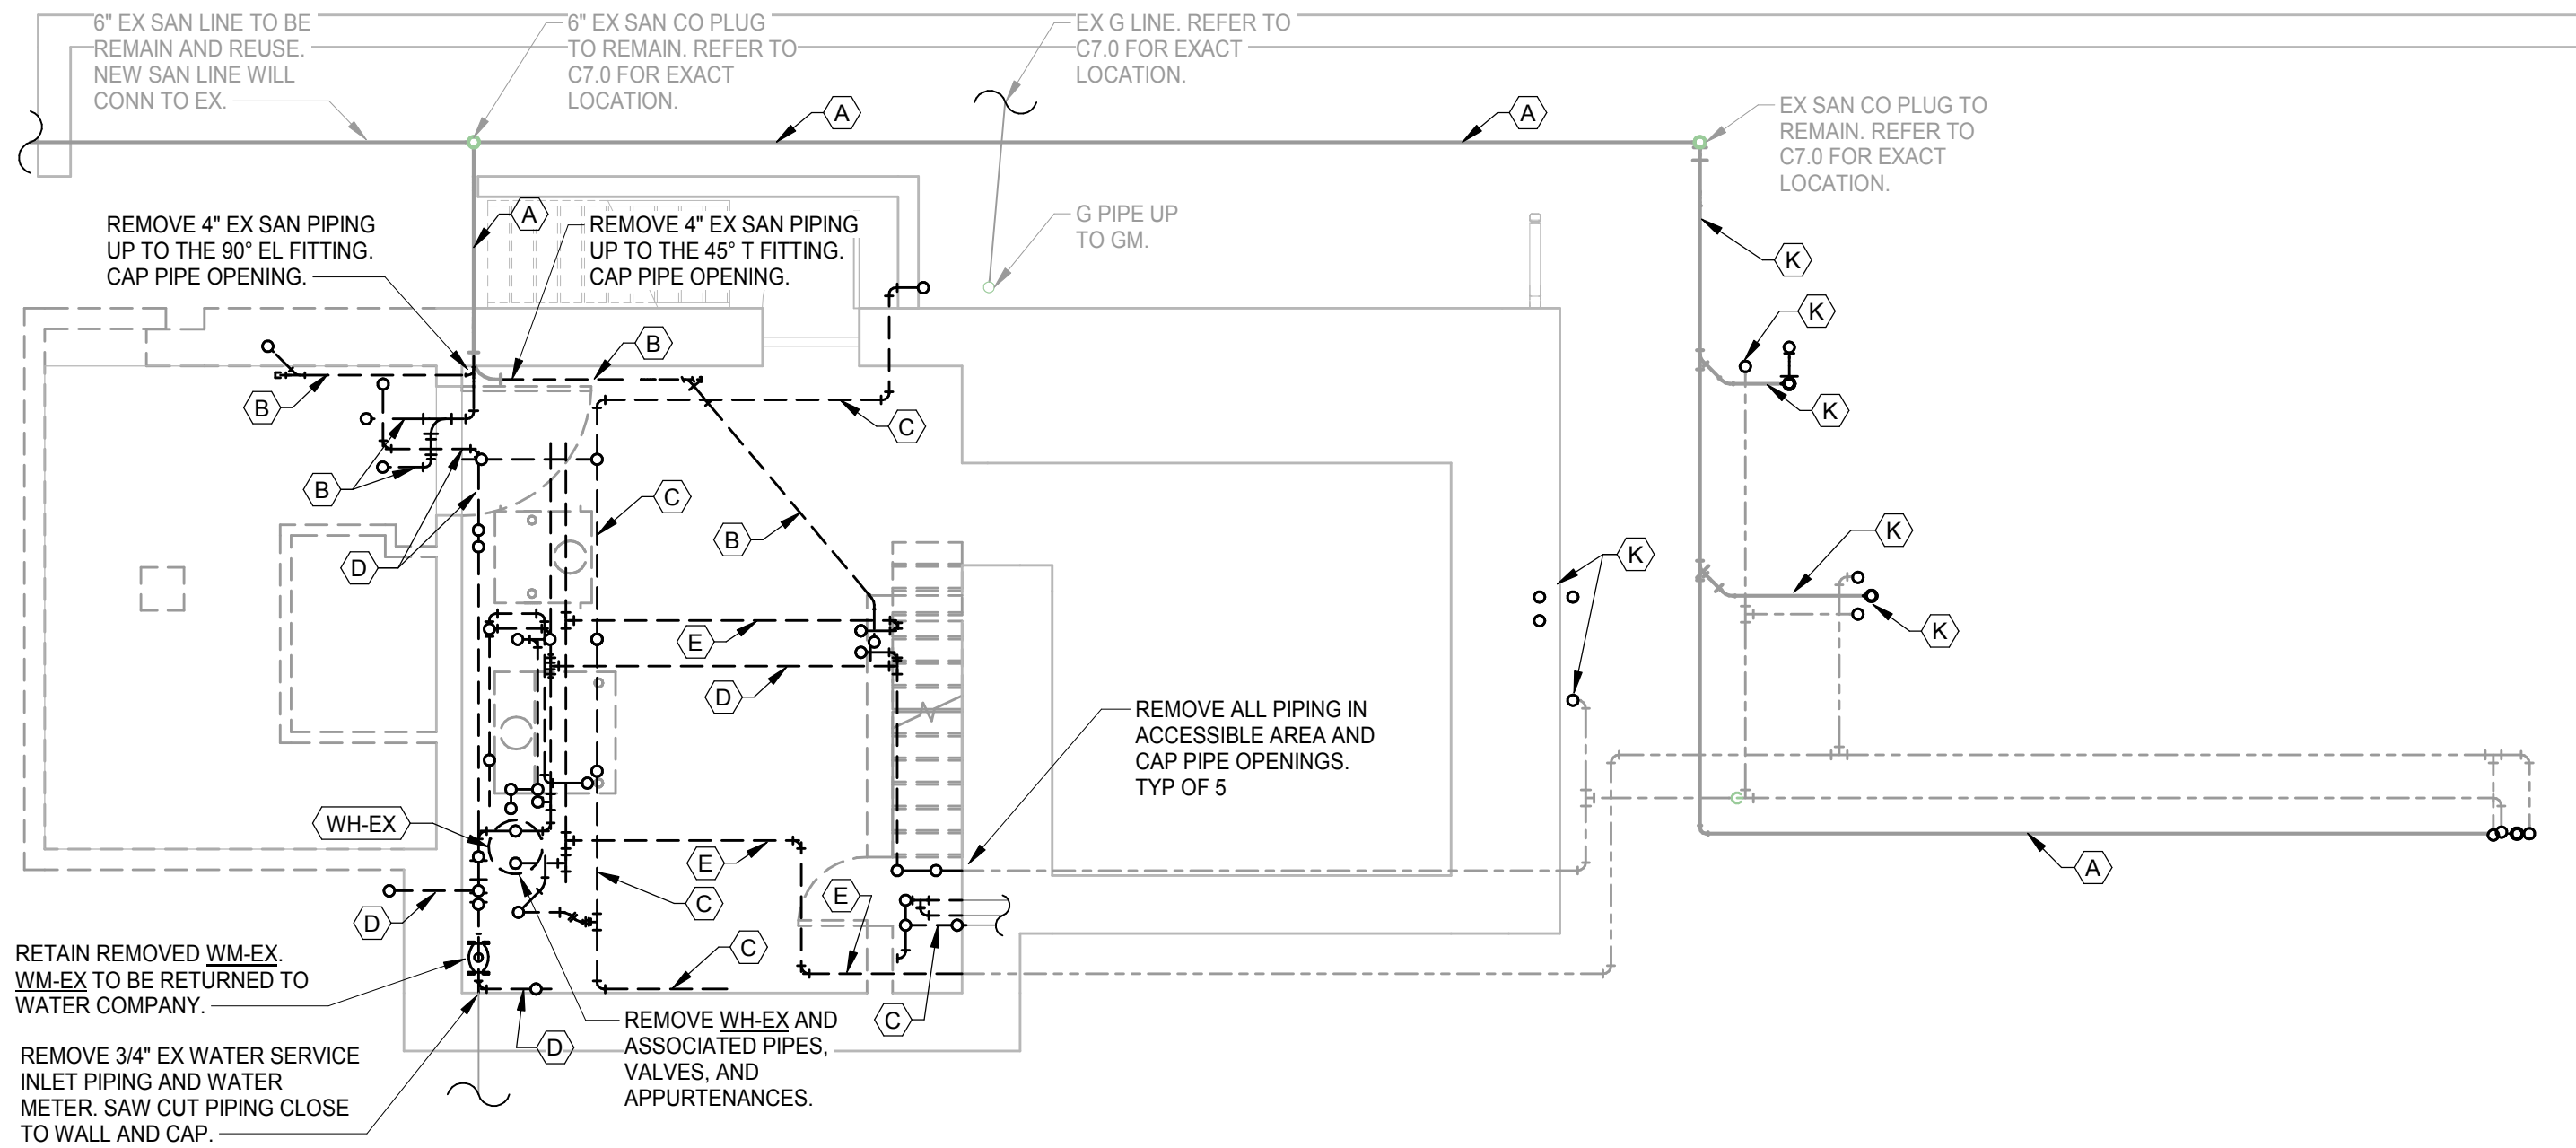 6" EX SAN LINE TO BE
REMAIN AND REUSE.
NEW SAN LINE WILL
CONN TO EX.
6" EX SAN CO PLUG
TO REMAIN. REFER TO
C7.0 FOR EXACT
LOCATION.
EX G LINE. REFER TO
C7.0 FOR EXACT
LOCATION.
A
A
EX SAN CO PLUG TO
REMAIN. REFER TO
C7.0 FOR EXACT
LOCATION.
REMOVE 4" EX SAN PIPING
UP TO THE 90° EL FITTING.
CAP PIPE OPENING.
A
REMOVE 4" EX SAN PIPING
UP TO THE 45° T FITTING.
CAP PIPE OPENING.
G PIPE UP
TO GM.
K
K
B
B
K
C
B
C
K
B
K
D
K
E
D
REMOVE ALL PIPING IN
ACCESSIBLE AREA AND
CAP PIPE OPENINGS.
TYP OF 5
WH-EX
E
A
E
C
D
C
RETAIN REMOVED WM-EX.
WM-EX TO BE RETURNED TO
WATER COMPANY.
C
D
REMOVE WH-EX AND
ASSOCIATED PIPES,
VALVES, AND
APPURTENANCES.
REMOVE 3/4" EX WATER SERVICE
INLET PIPING AND WATER
METER. SAW CUT PIPING CLOSE
TO WALL AND CAP.